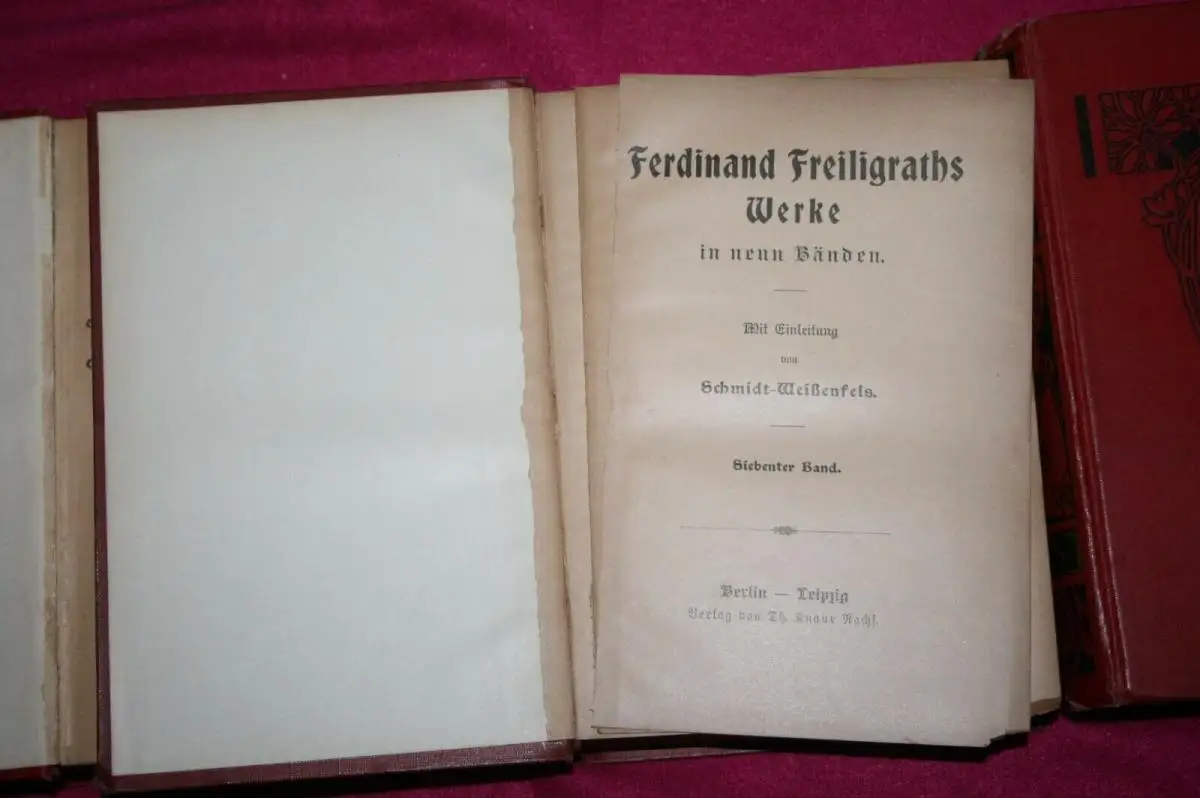 Ferdinand Freiligraths
Werke
in neun Bänden.
Mit Einleitung
von
Schmidt-Weißenfels.
Siebenter Band.
Berlin — Leipzig
Verlag von Th. Knaur Nachf.